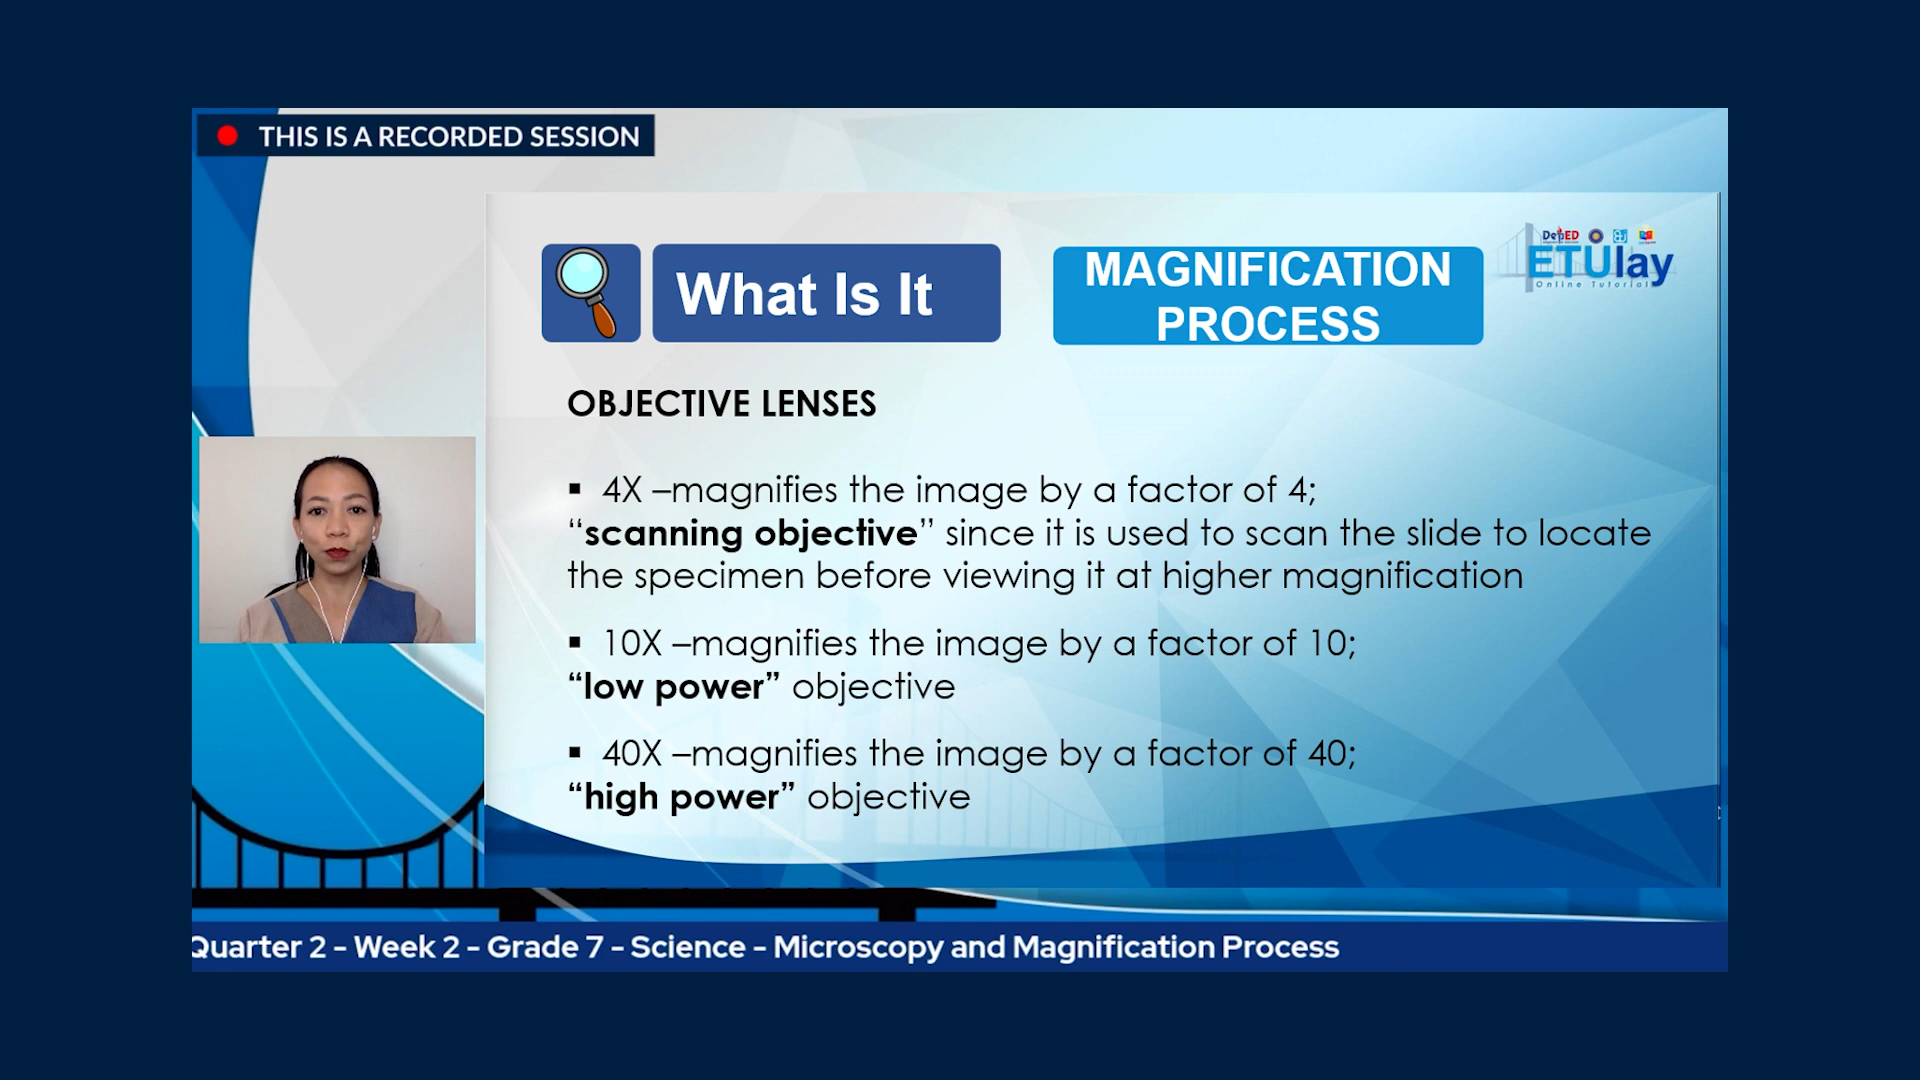 THIS IS A RECORDED SESSION
What Is It
MAGNIFICATION
PROCESS
DepED
ETUlay
Online Tutorial
OBJECTIVE LENSES
▪ 4X –magnifies the image by a factor of 4;
“scanning objective” since it is used to scan the slide to locate
the specimen before viewing it at higher magnification
▪ 10X –magnifies the image by a factor of 10;
“low power” objective
▪ 40X –magnifies the image by a factor of 40;
“high power” objective
Quarter 2 - Week 2 - Grade 7 - Science - Microscopy and Magnification Process